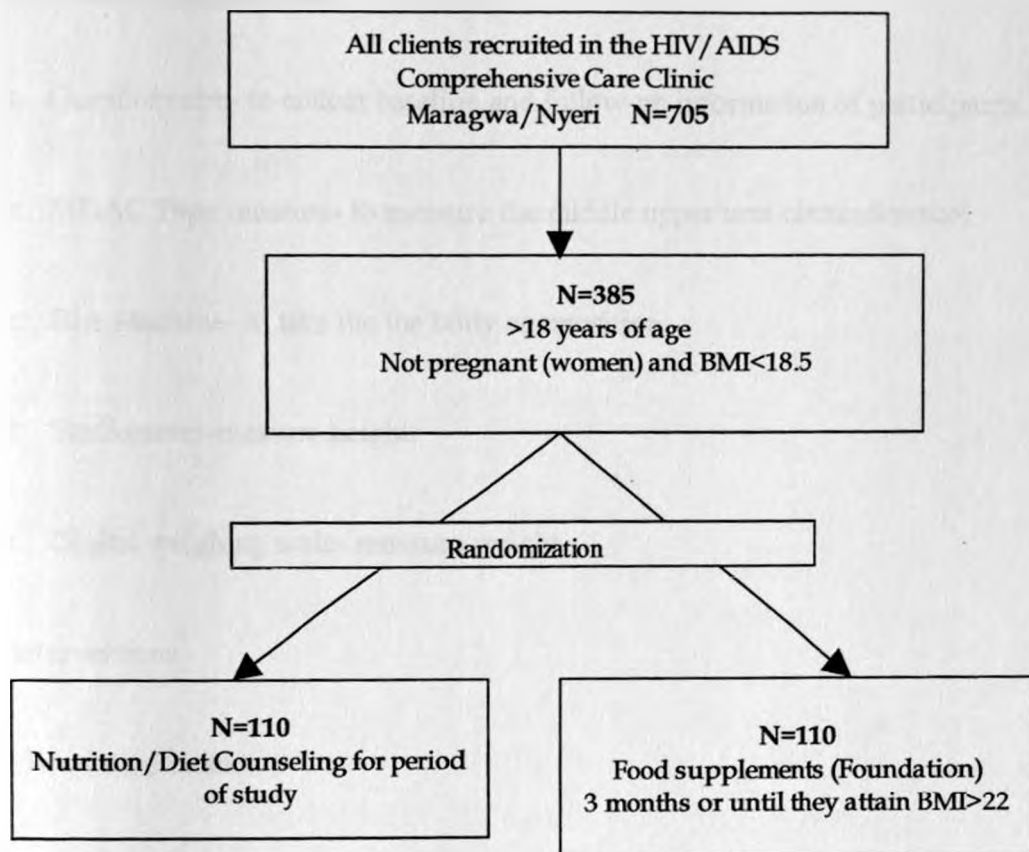 All clients recruited in the HIV/AIDS
Comprehensive Care Clinic
Maragwa/Nyeri N=705
N=385
>18 years of age
Not pregnant (women) and BMI<18.5
Randomization
N=110
Nutrition/Diet Counseling for period
of study
N=110
Food supplements (Foundation)
3 months or until they attain BMI>22